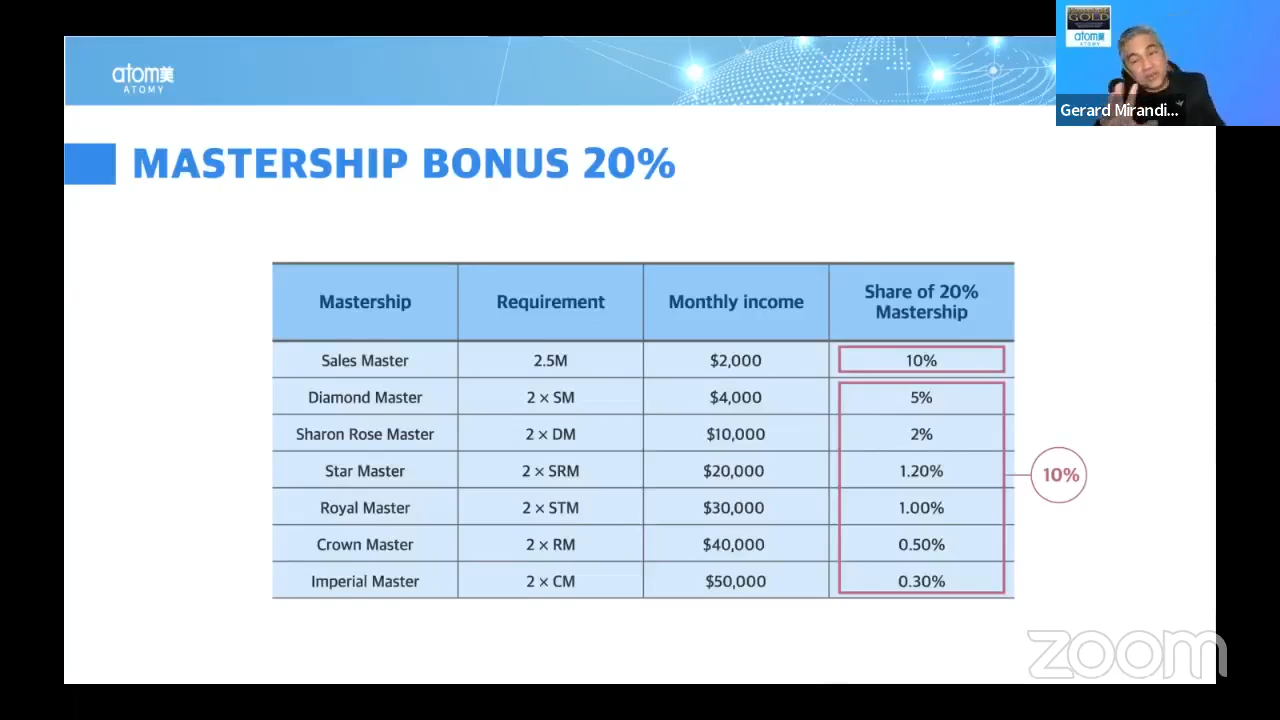 GOLD
atom美
ATOMY
Gerard Mirandi...
atom美
ATOMY
MASTERSHIP BONUS 20%
Mastership Requirement Monthly income Share of 20% Mastership
Sales Master 2.5M $2,000 10%
Diamond Master 2 × SM $4,000 5%
Sharon Rose Master 2 × DM $10,000 2%
Star Master 2 × SRM $20,000 1.20%
Royal Master 2 × STM $30,000 1.00%
Crown Master 2 × RM $40,000 0.50%
Imperial Master 2 × CM $50,000 0.30%
10%
zoom